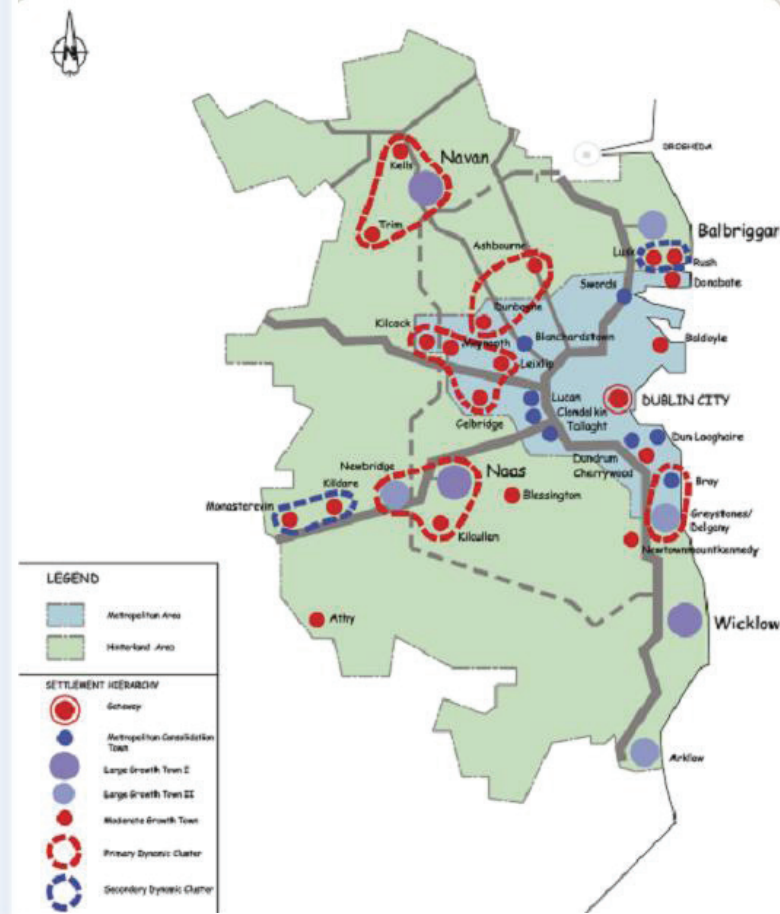 N
DROGHEDA
Navan
Kells
Trim
Balbriggar
Lusk
Rush
Ashbourne
Donabate
Swords
Dunboyne
Kilcock
Maynooth
Blanchardstown
Baldoyle
Leixlip
Lucan
DUBLIN CITY
Clondalkin
Tallaght
Celbridge
Dun Laoghaire
Dundrum
Cherrywood
Newbridge
Naas
Bray
Kildare
Monasterevin
Blessington
Greystones/
Delgany
Kilcullen
Newtownmountkennedy
Athy
Wicklow
Arklow
LEGEND
Metropolitan Area
Hinterland Area
SETTLEMENT HIERARCHY
Gateway
Metropolitan Consolidation
Town
Large Growth Town I
Large Growth Town II
Moderate Growth Town
Primary Dynamic Cluster
Secondary Dynamic Cluster